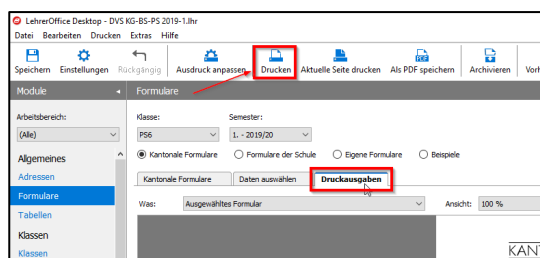 LehrerOffice Desktop - DVS KG-BS-PS 2019-1.lhr
Datei Bearbeiten Drucken Extras Hilfe
Speichern Einstellungen Rückgängig Ausdruck anpassen Drucken Aktuelle Seite drucken Als PDF speichern Archivieren Vorh
Module Formulare
Arbeitsbereich: Klasse: Semester:
(Alle) PS6 1. - 2019/20
Allgemeines Kantonale Formulare Formulare der Schule Eigene Formulare Beispiele
Adressen Kantonale Formulare Daten auswählen Druckausgaben
Formulare Was: Ausgewähltes Formular Ansicht: 100 %
Tabellen
Klassen
Klassen KANT